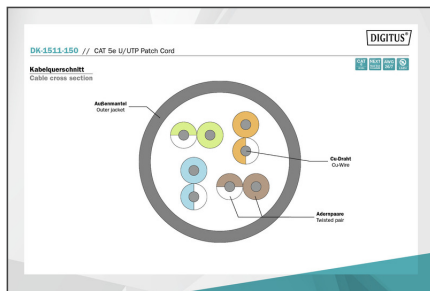 DIGITUS®
DK-1511-150 // CAT 5e U/UTP Patch Cord
Kabelquerschnitt
Cable cross section
Außenmantel
Outer jacket
Cu-Draht
Cu-Wire
Adernpaare
Twisted pair